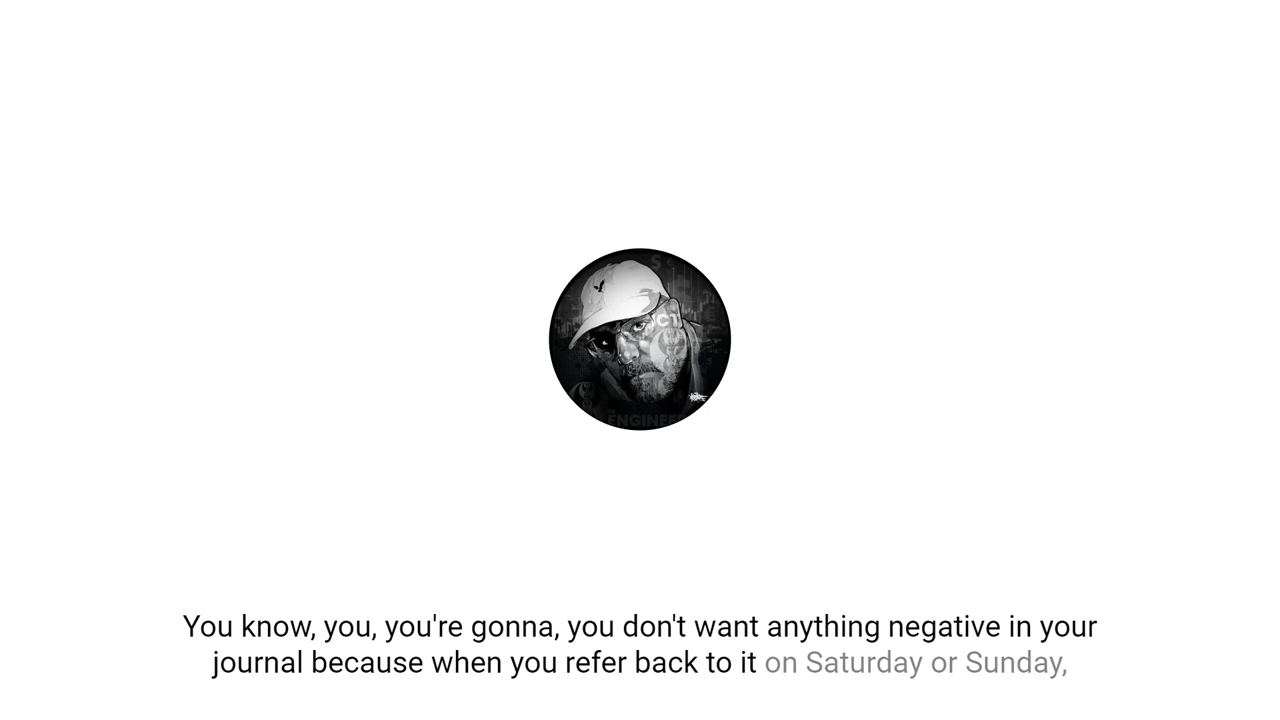 ENGINEE
You know, you, you're gonna, you don't want anything negative in your
journal because when you refer back to it on Saturday or Sunday,